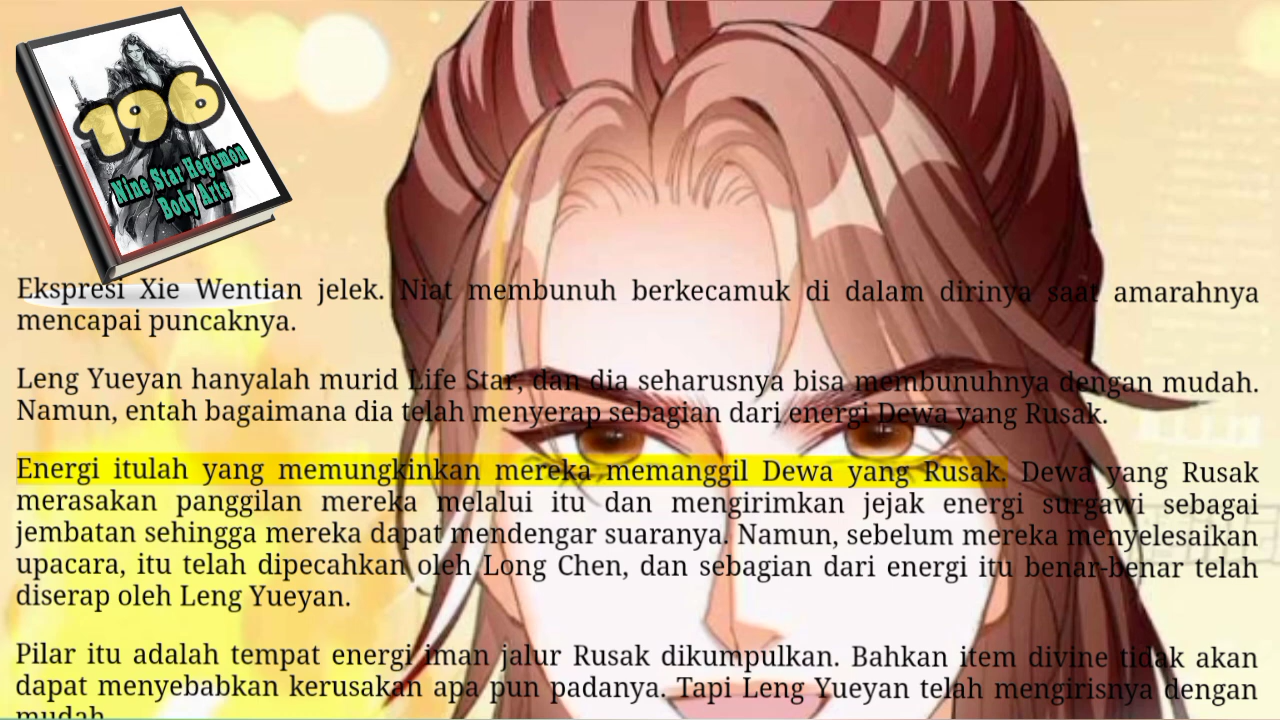 196
Nine Star Hegemon
Body Arts
Ekspresi Xie Wentian jelek. Niat membunuh berkecamuk di dalam dirinya saat amarahnya
mencapai puncaknya.
Leng Yueyan hanyalah murid Life Star, dan dia seharusnya bisa membunuhnya dengan mudah.
Namun, entah bagaimana dia telah menyerap sebagian dari energi Dewa yang Rusak.
Energi itulah yang memungkinkan mereka memanggil Dewa yang Rusak. Dewa yang Rusak
merasakan panggilan mereka melalui itu dan mengirimkan jejak energi surgawi sebagai
jembatan sehingga mereka dapat mendengar suaranya. Namun, sebelum mereka menyelesaikan
upacara, itu telah dipecahkan oleh Long Chen, dan sebagian dari energi itu benar-benar telah
diserap oleh Leng Yueyan.
Pilar itu adalah tempat energi iman jalur Rusak dikumpulkan. Bahkan item divine tidak akan
dapat menyebabkan kerusakan apa pun padanya. Tapi Leng Yueyan telah mengirisnya dengan
mudah.